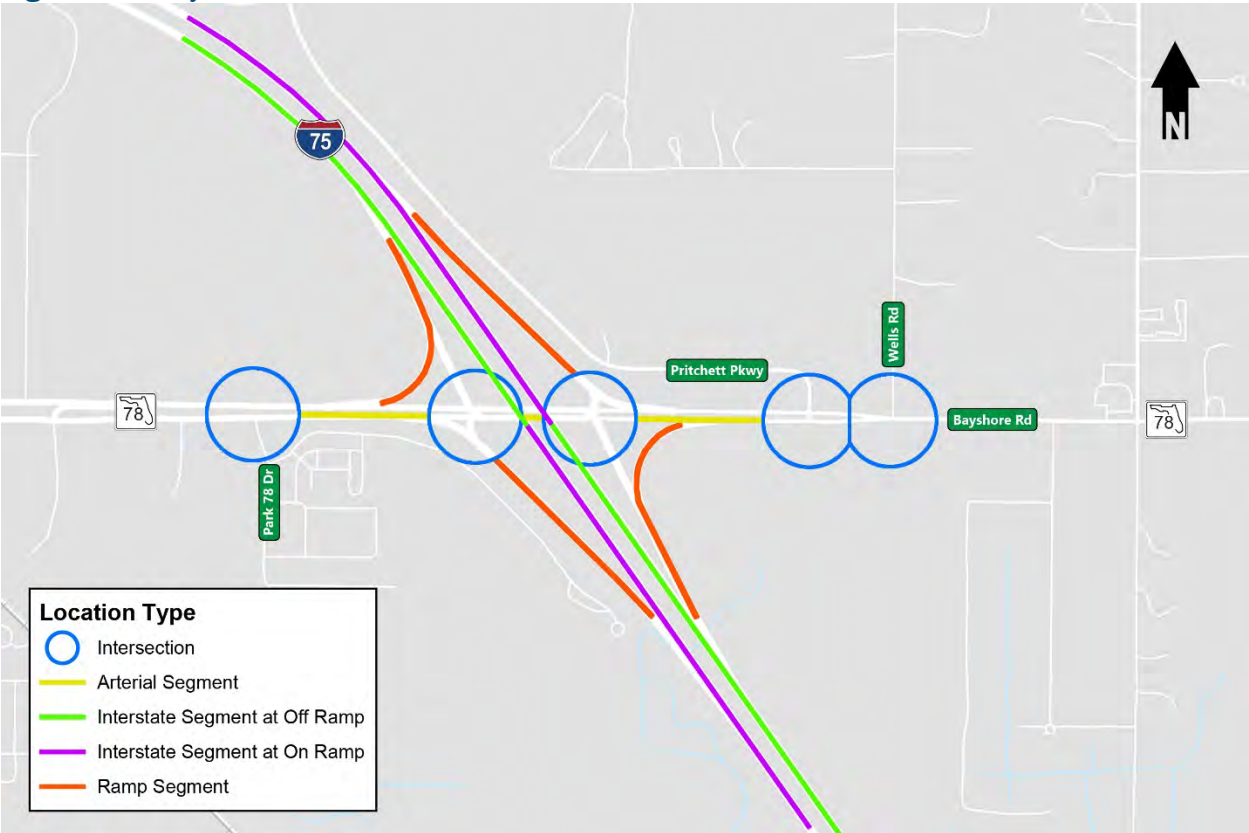 75
N
Wells Rd
Pritchett Pkwy
78
Bayshore Rd
78
Park 78 Dr
Location Type
Intersection
Arterial Segment
Interstate Segment at Off Ramp
Interstate Segment at On Ramp
Ramp Segment